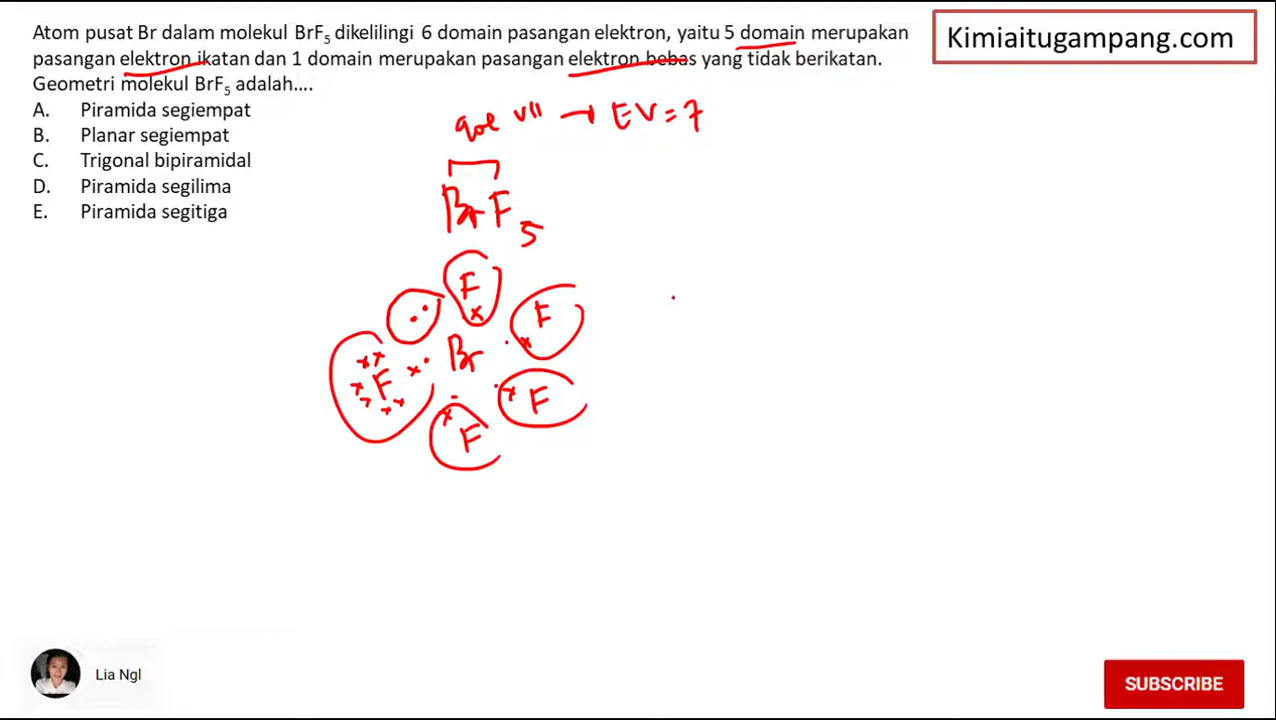 Atom pusat Br dalam molekul BrF₅ dikelilingi 6 domain pasangan elektron, yaitu 5 domain merupakan
pasangan elektron ikatan dan 1 domain merupakan pasangan elektron bebas yang tidak berikatan.
Geometri molekul BrF₅ adalah....
A. Piramida segiempat
B. Planar segiempat
C. Trigonal bipiramidal
D. Piramida segilima
E. Piramida segitiga
Kimiaitugampang.com
gol VII → EV = 7
BrF₅
F
F
Br
F
F
F
Lia Ngl
SUBSCRIBE